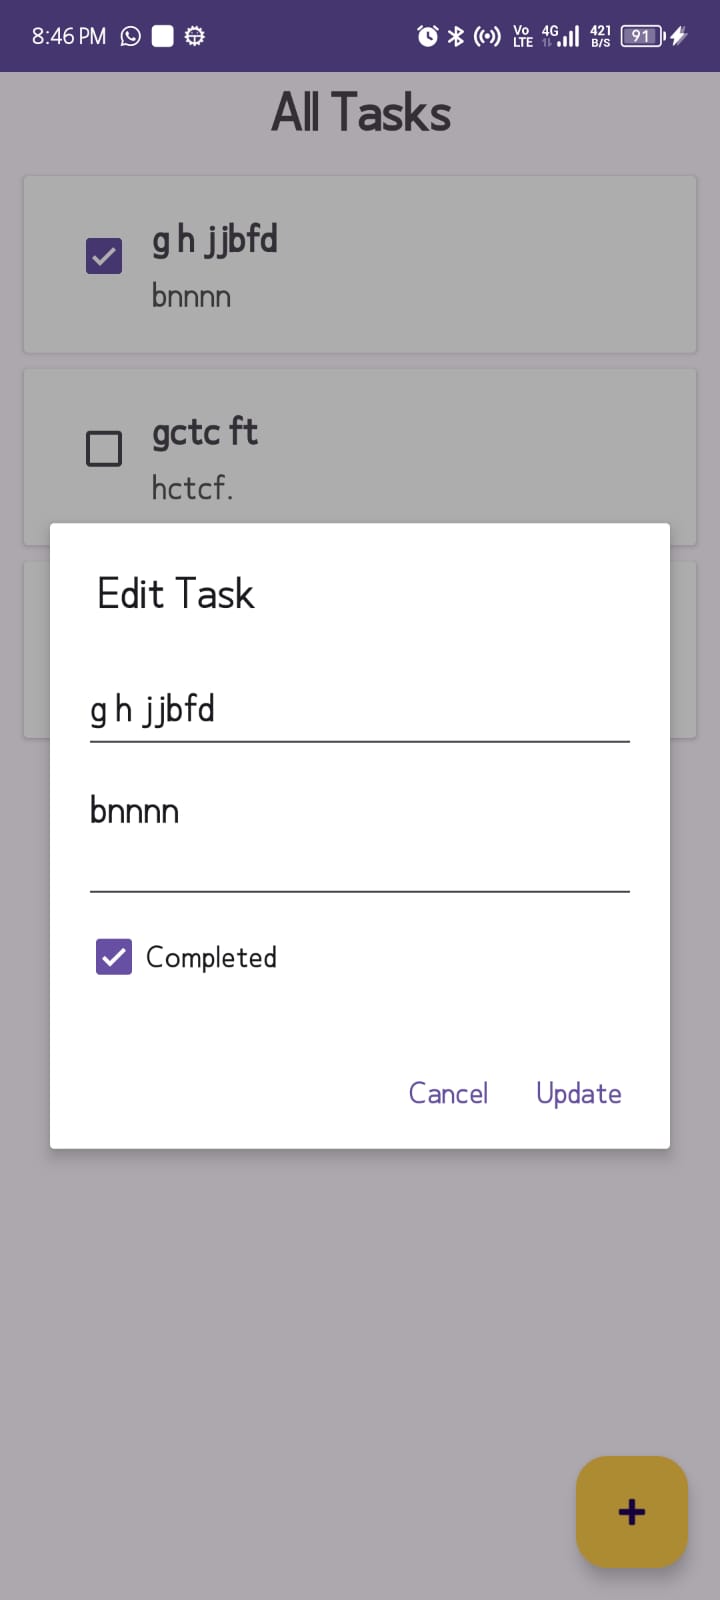 8:46 PM Vo LTE 4G 421 B/S 91
All Tasks
g h jjbfd
bnnnn
gctc ft
hctcf.
Edit Task
g h jjbfd
bnnnn
Completed
Cancel Update
+